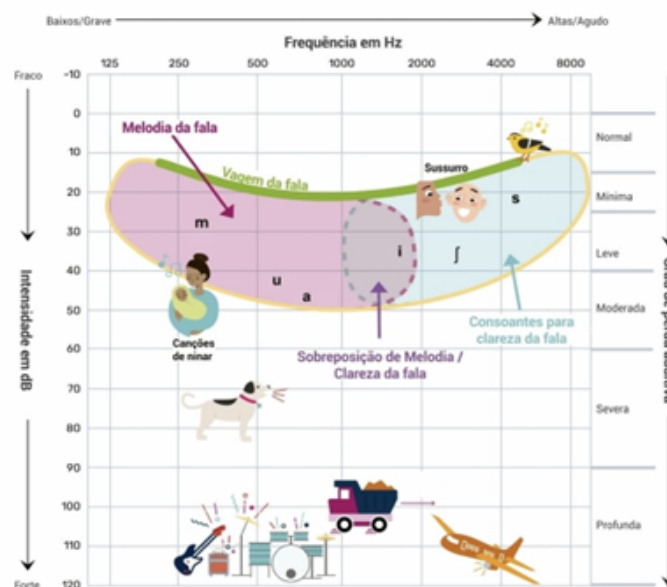 Baixos/Grave
Altas/Agudo
Frequência em Hz
Fraco
125 250 500 1000 2000 4000 8000
-10
0
10
20
30
40
50
60
70
80
90
100
110
120
Intensidade em dB
Forte
Melodia da fala
Vagem da fala
Sussurro
m
u
a
i
ʃ
s
Canções
de ninar
Sobreposição de Melodia /
Clareza da fala
Consoantes para
clareza da fala
Normal
Mínima
Leve
Moderada
Severa
Profunda